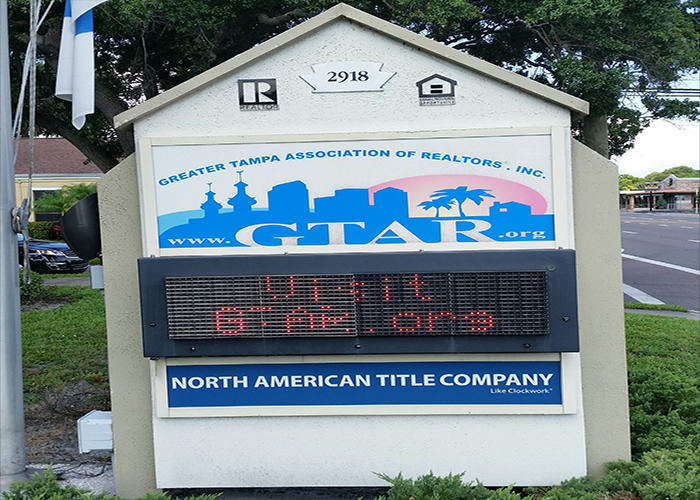 2918
R
REALTOR
GREATER TAMPA ASSOCIATION OF REALTORS, INC.
www.GTAR.org
Visit
GTAR.org
NORTH AMERICAN TITLE COMPANY
Like Clockwork